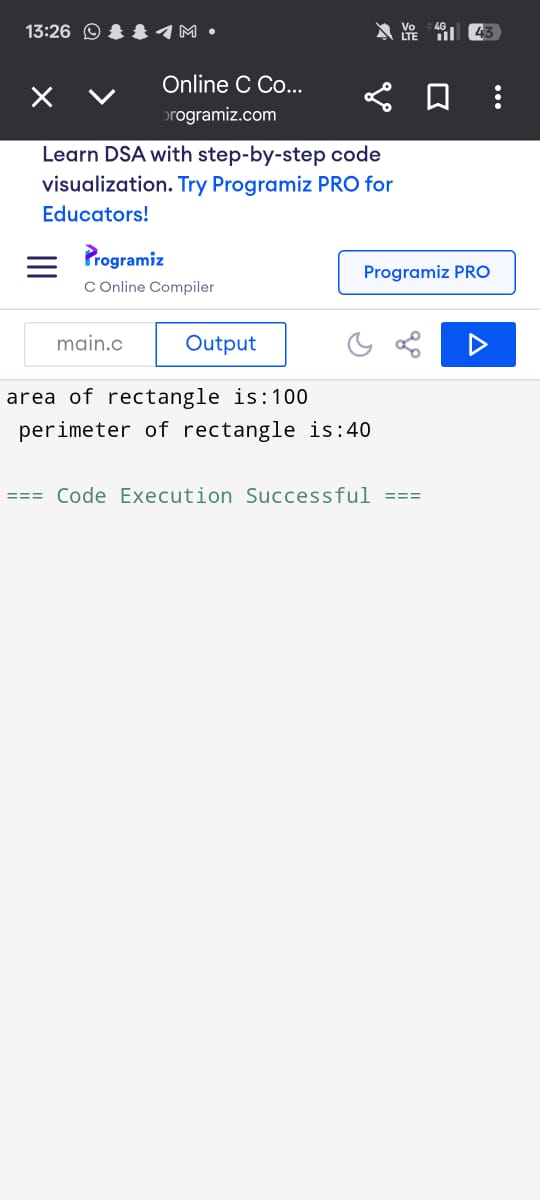 13:26
Vo LTE 4G 43
Online C Co...
programiz.com
Learn DSA with step-by-step code
visualization. Try Programiz PRO for
Educators!
Programiz
C Online Compiler
Programiz PRO
main.c
Output
area of rectangle is:100
perimeter of rectangle is:40
=== Code Execution Successful ===